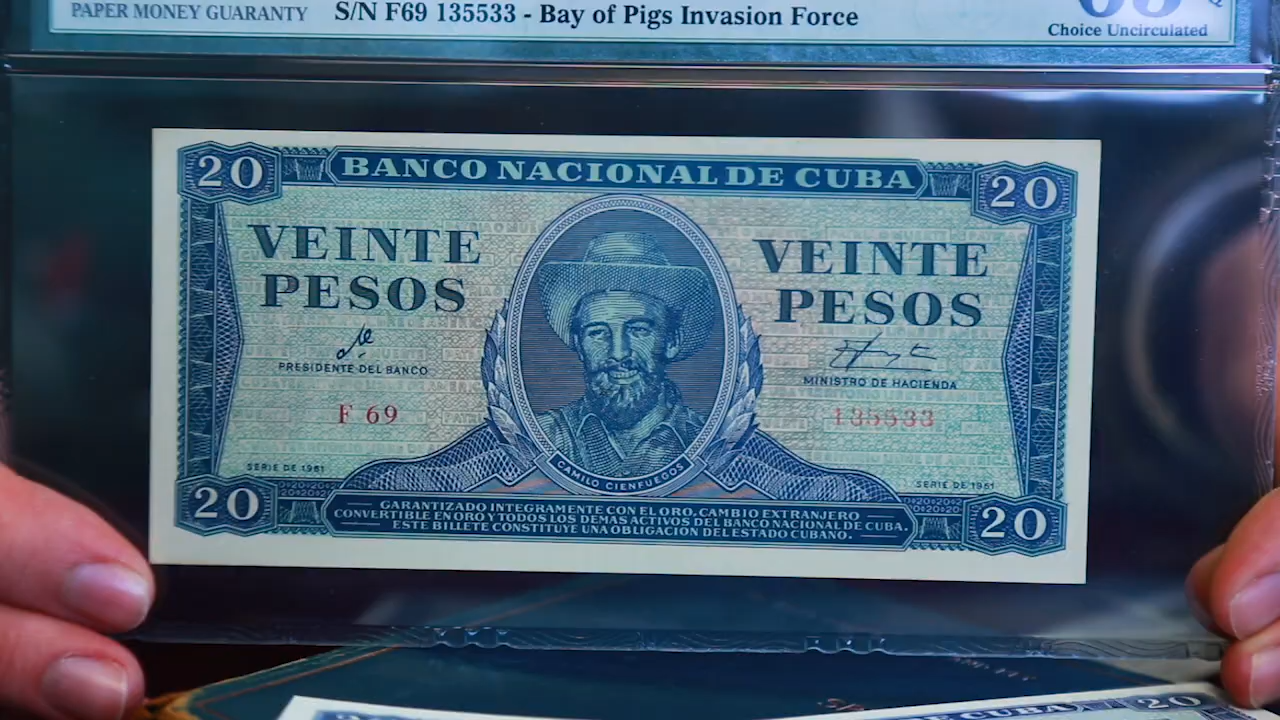 PAPER MONEY GUARANTY
S/N F69 135533 - Bay of Pigs Invasion Force
Choice Uncirculated
20
BANCO NACIONAL DE CUBA
20
VEINTE
PESOS
VEINTE
PESOS
PRESIDENTE DEL BANCO
MINISTRO DE HACIENDA
F 69
135533
SERIE DE 1961
CAMILO CIENFUEGOS
SERIE DE 1961
20
GARANTIZADO INTEGRAMENTE CON EL ORO, CAMBIO EXTRANJERO
CONVERTIBLE EN ORO Y TODOS LOS DEMAS ACTIVOS DEL BANCO NACIONAL DE CUBA.
ESTE BILLETE CONSTITUYE UNA OBLIGACION DEL ESTADO CUBANO.
20
DE CUBA
20